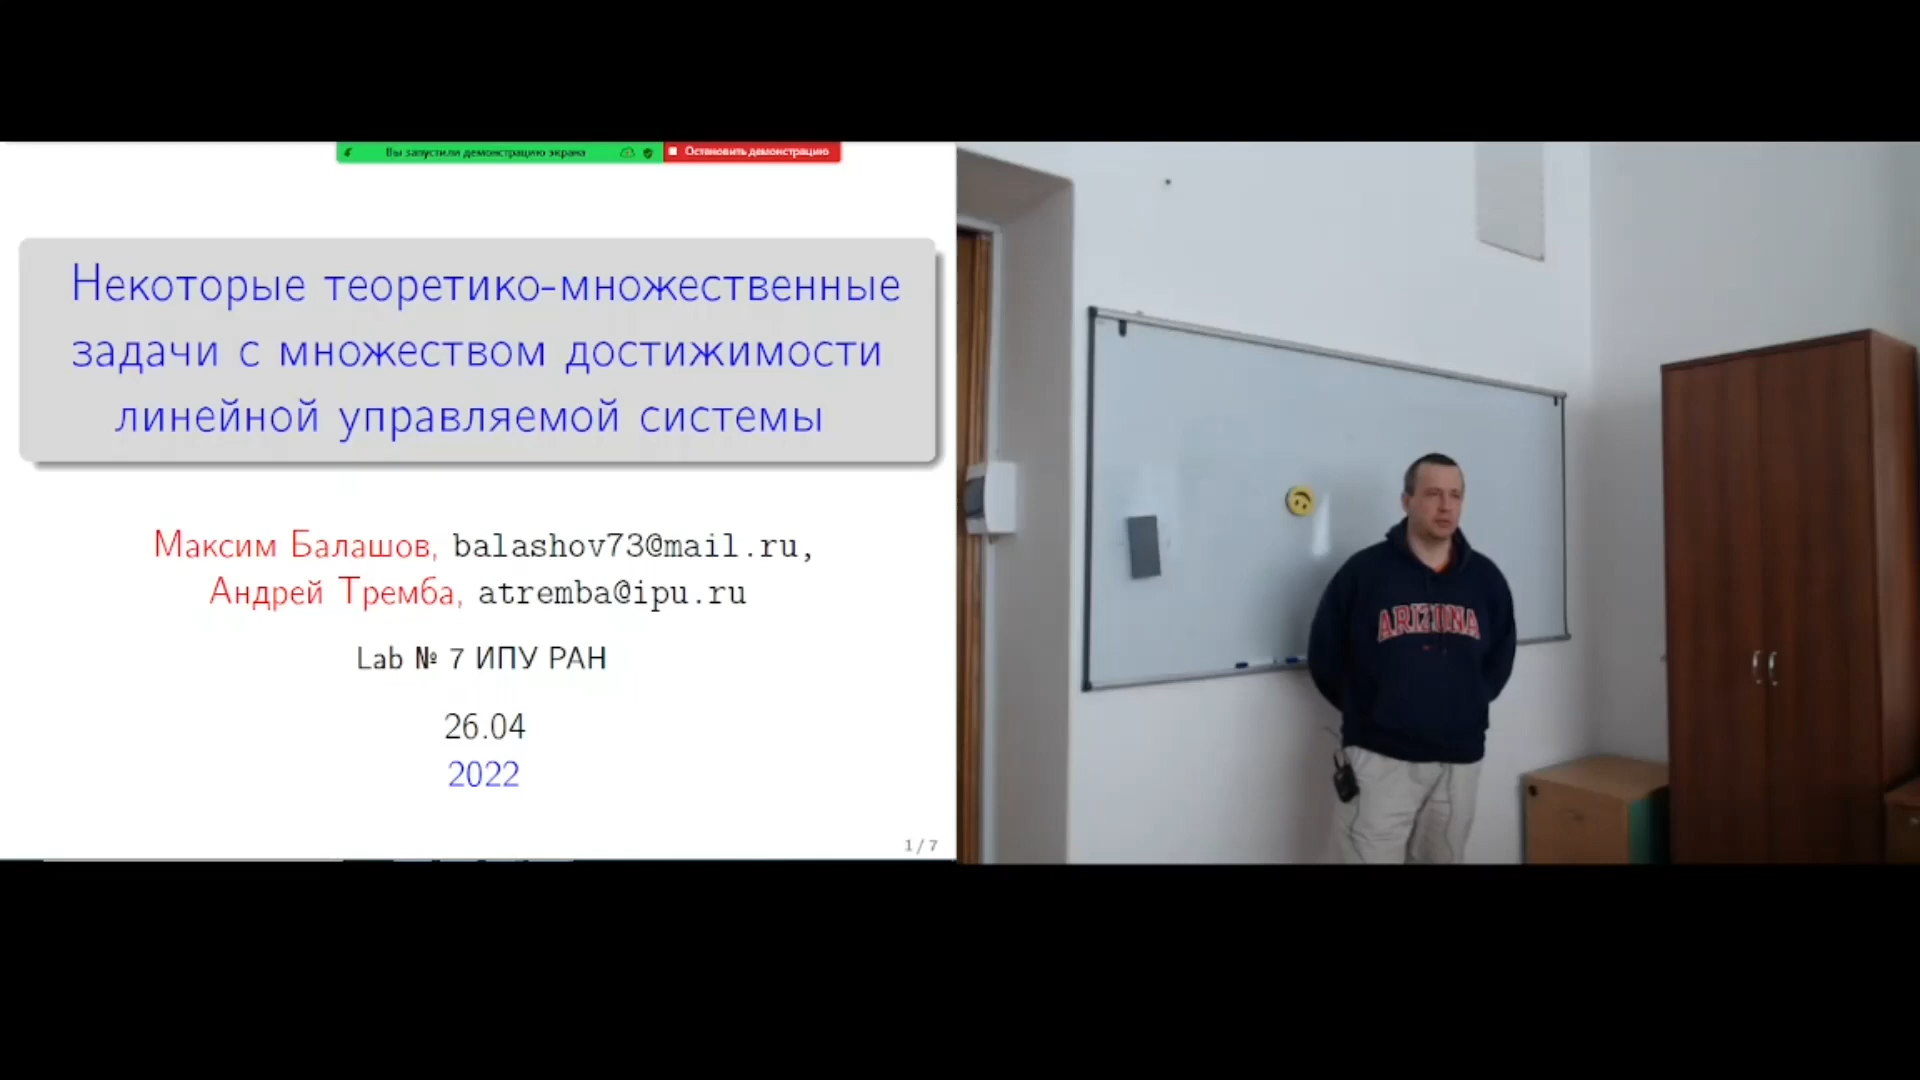 Вы запустили демонстрацию экрана
Остановить демонстрацию
Некоторые теоретико-множественные
задачи с множеством достижимости
линейной управляемой системы
Максим Балашов, balashov73@mail.ru,
Андрей Тремба, atremba@ipu.ru
Lab № 7 ИПУ РАН
26.04
2022
1 / 7
ARIZONA